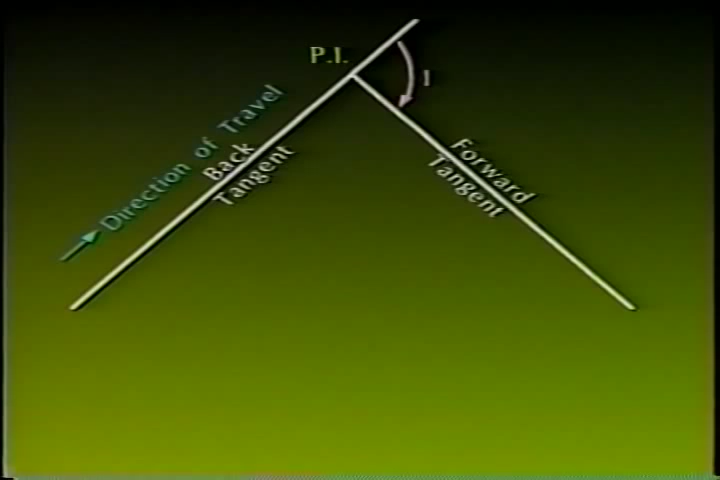 P.I.
I
Direction of Travel
Back
Tangent
Forward
Tangent